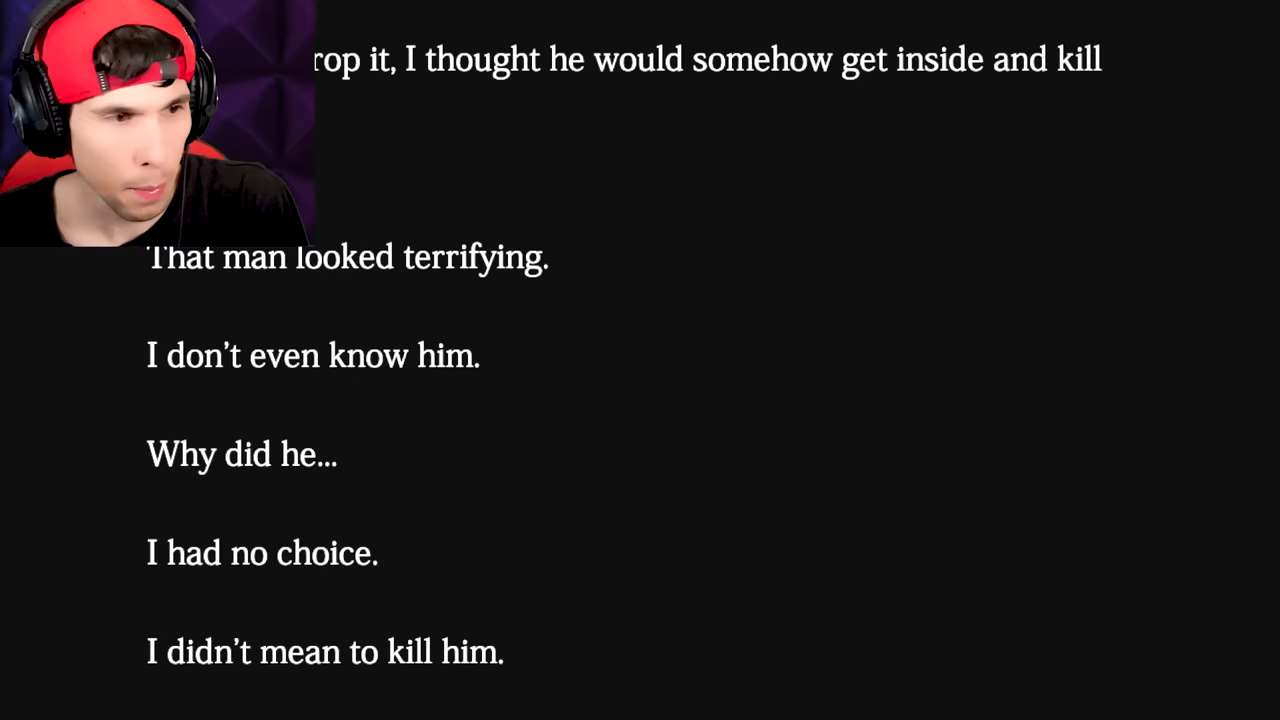 it, I thought he would somehow get inside and kill
That man looked terrifying.
I don't even know him.
Why did he...
I had no choice.
I didn't mean to kill him.